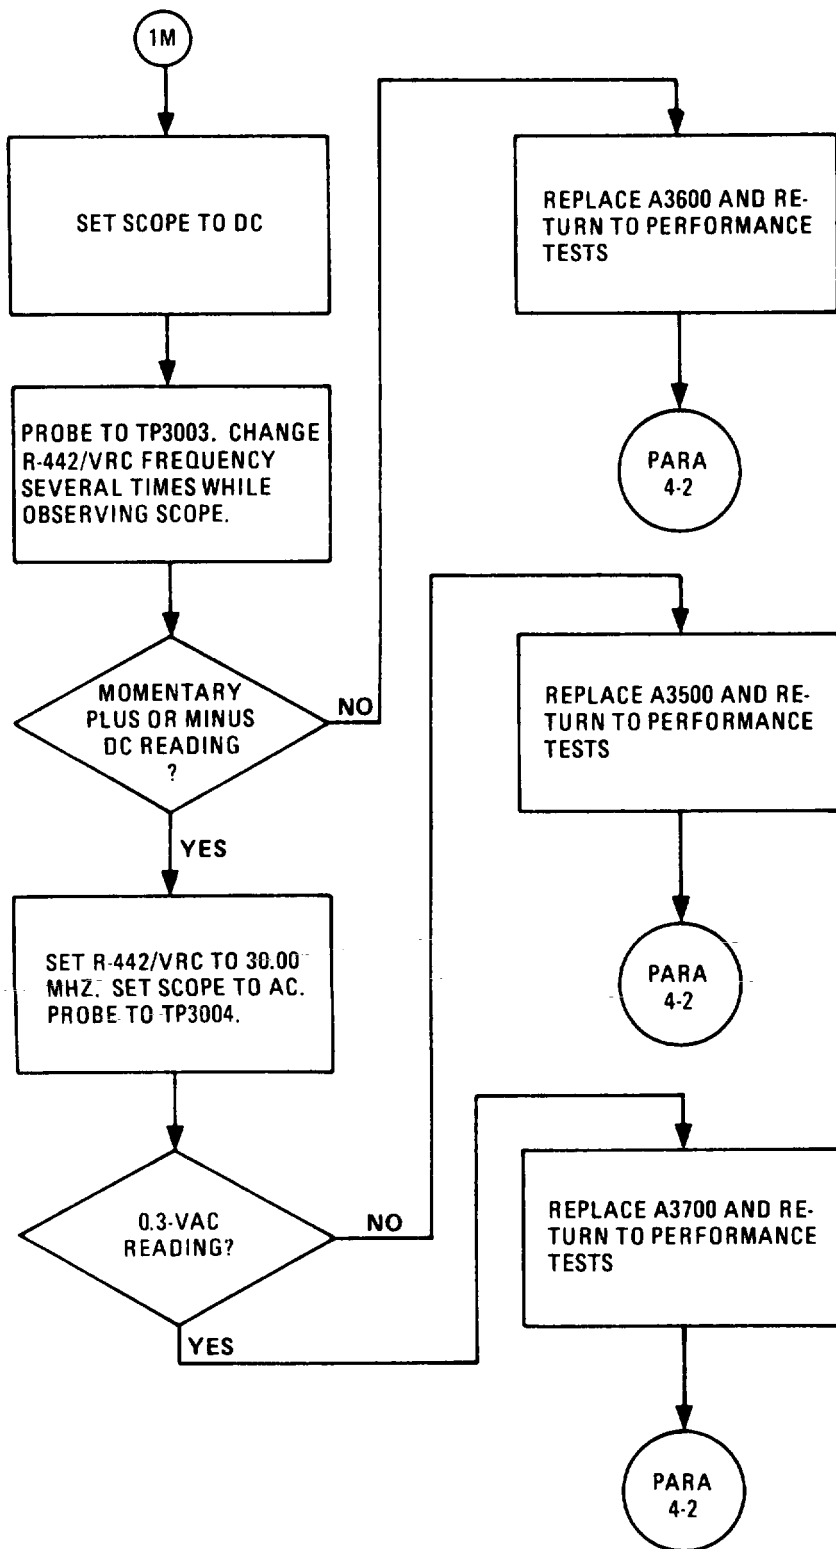 1M
SET SCOPE TO DC
PROBE TO TP3003. CHANGE
R-442/VRC FREQUENCY
SEVERAL TIMES WHILE
OBSERVING SCOPE.
MOMENTARY
PLUS OR MINUS
DC READING
?
NO
REPLACE A3600 AND RE-
TURN TO PERFORMANCE
TESTS
PARA
4-2
YES
SET R-442/VRC TO 30.00
MHZ. SET SCOPE TO AC.
PROBE TO TP3004.
0.3-VAC
READING?
NO
REPLACE A3500 AND RE-
TURN TO PERFORMANCE
TESTS
PARA
4-2
YES
REPLACE A3700 AND RE-
TURN TO PERFORMANCE
TESTS
PARA
4-2